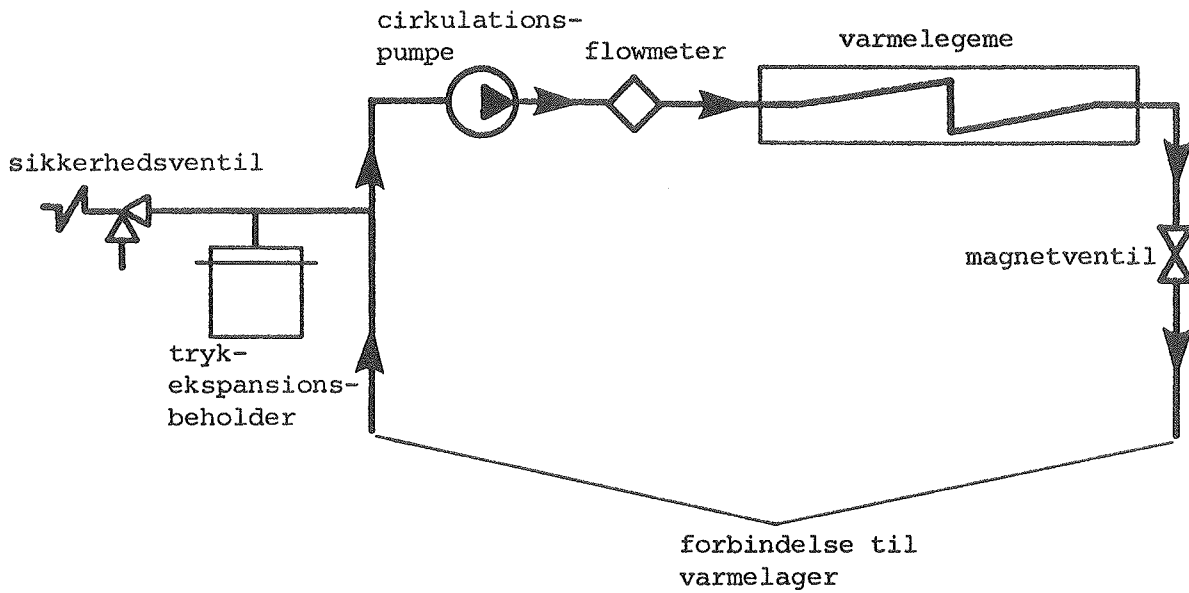 cirkulations-
pumpe
flowmeter
varmelegeme
sikkerhedsventil
magnetventil
tryk-
ekspansions-
beholder
forbindelse til
varmelager